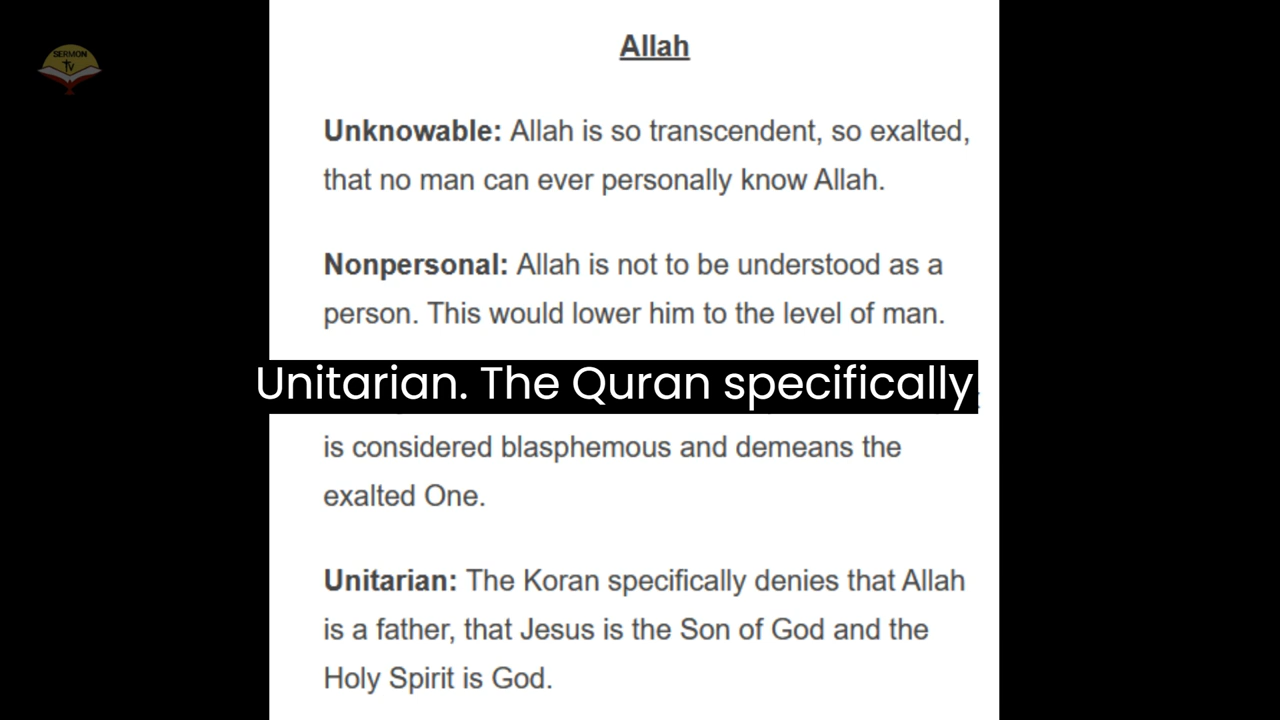 SERMON
TV
Allah
Unknowable: Allah is so transcendent, so exalted,
that no man can ever personally know Allah.
Nonpersonal: Allah is not to be understood as a
person. This would lower him to the level of man.
Unitarian. The Quran specifically
is considered blasphemous and demeans the
exalted One.
Unitarian: The Koran specifically denies that Allah
is a father, that Jesus is the Son of God and the
Holy Spirit is God.